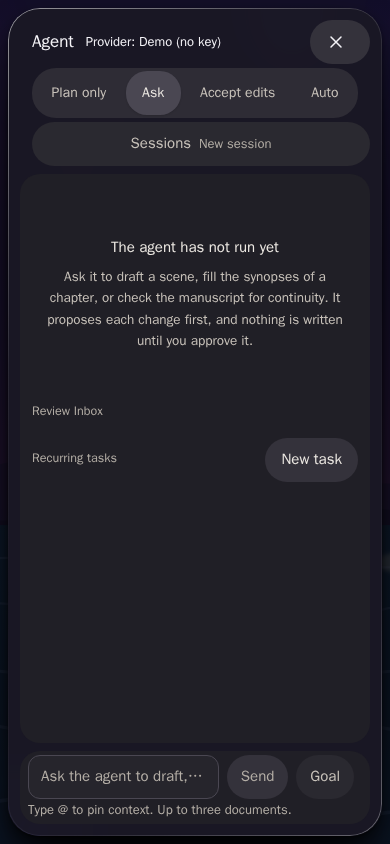 Agent Provider: Demo (no key)
Plan only Ask Accept edits Auto
Sessions New session
The agent has not run yet
Ask it to draft a scene, fill the synopses of a
chapter, or check the manuscript for continuity. It
proposes each change first, and nothing is written
until you approve it.
Review Inbox
Recurring tasks New task
Ask the agent to draft,··· Send Goal
Type @ to pin context. Up to three documents.